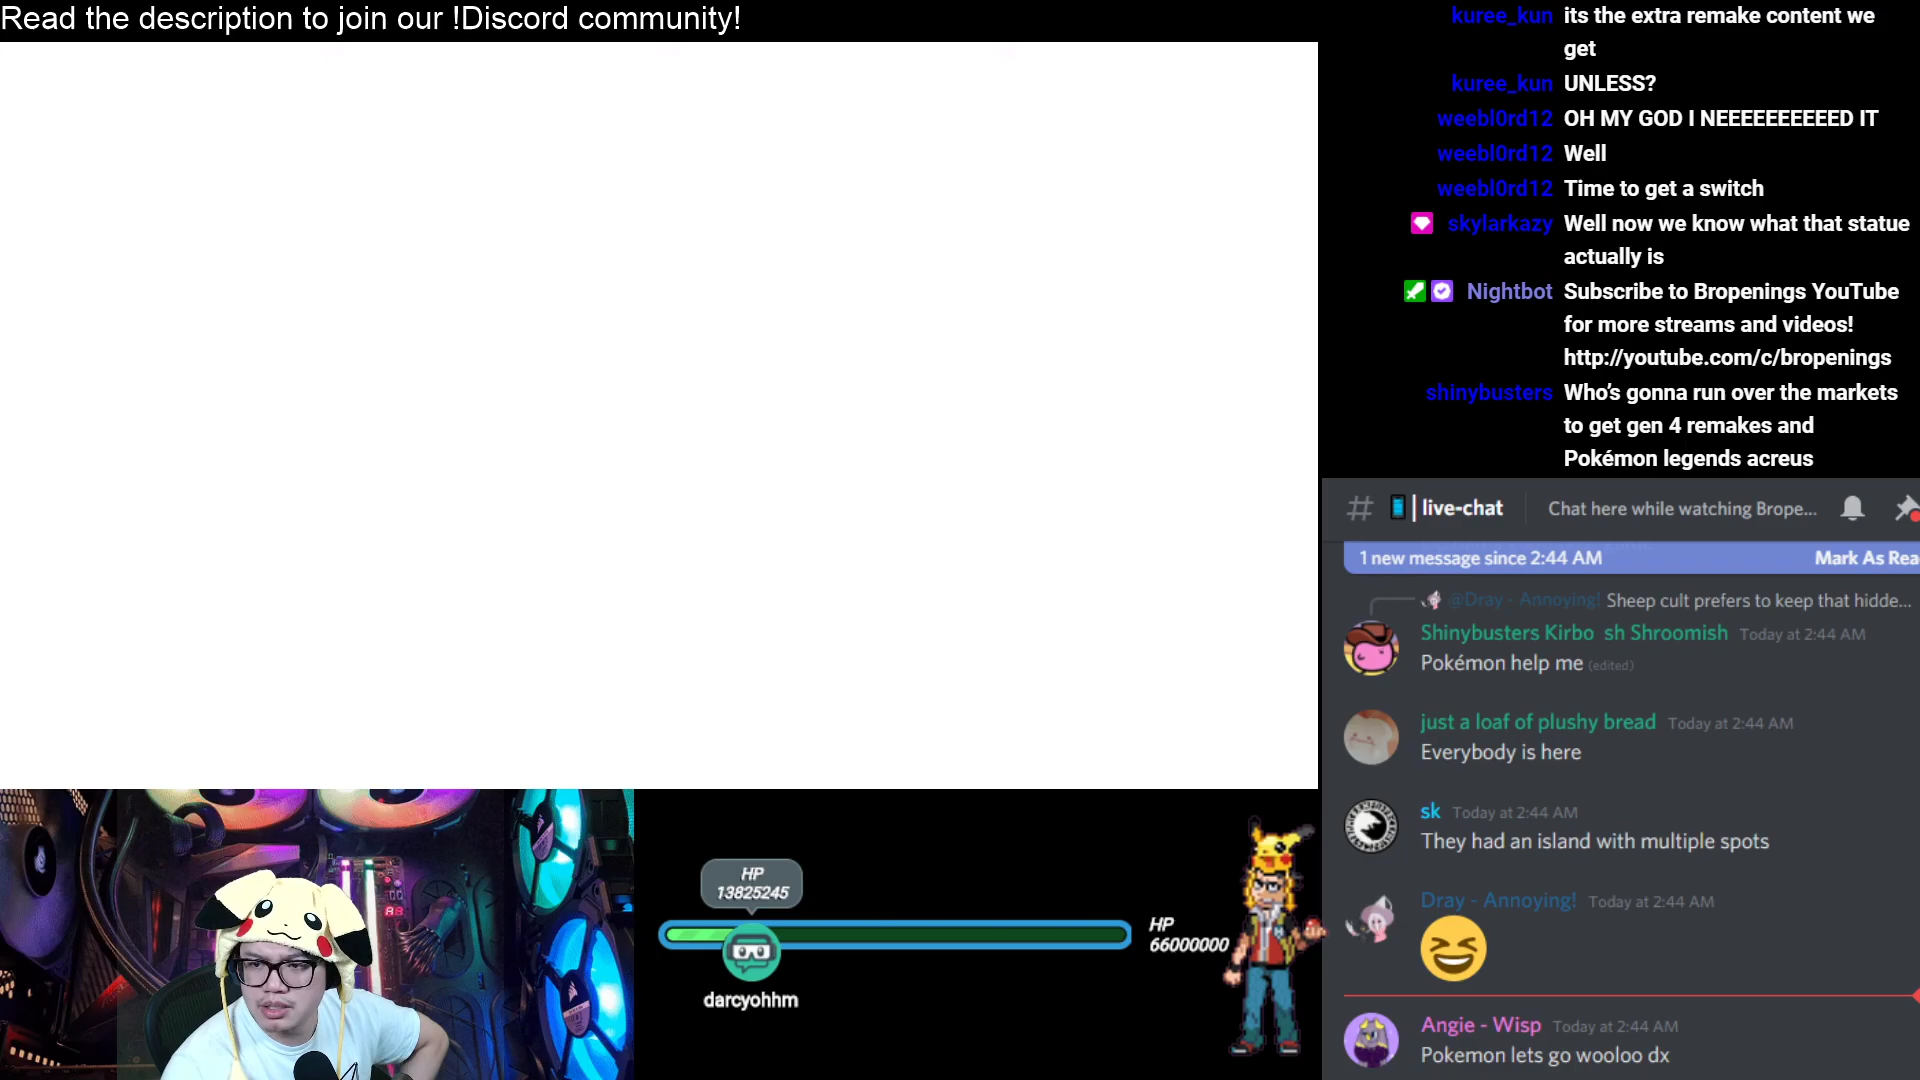 Read the description to join our !Discord community!
kuree_kun its the extra remake content we
get
kuree_kun UNLESS?
weebl0rd12 OH MY GOD I NEEEEEEEEEED IT
weebl0rd12 Well
weebl0rd12 Time to get a switch
skylarkazy Well now we know what that statue
actually is
Nightbot Subscribe to Bropenings YouTube
for more streams and videos!
http://youtube.com/c/bropenings
shinybusters Who's gonna run over the markets
to get gen 4 remakes and
Pokémon legends acreus
# | live-chat Chat here while watching Brope...
1 new message since 2:44 AM Mark As Rea
@Dray - Annoying! Sheep cult prefers to keep that hidde...
Shinybusters Kirbo sh Shroomish Today at 2:44 AM
Pokémon help me (edited)
just a loaf of plushy bread Today at 2:44 AM
Everybody is here
sk Today at 2:44 AM
They had an island with multiple spots
Dray - Annoying! Today at 2:44 AM
Angie - Wisp Today at 2:44 AM
Pokemon lets go wooloo dx
HP
13825245
HP
66000000
darcyohhm